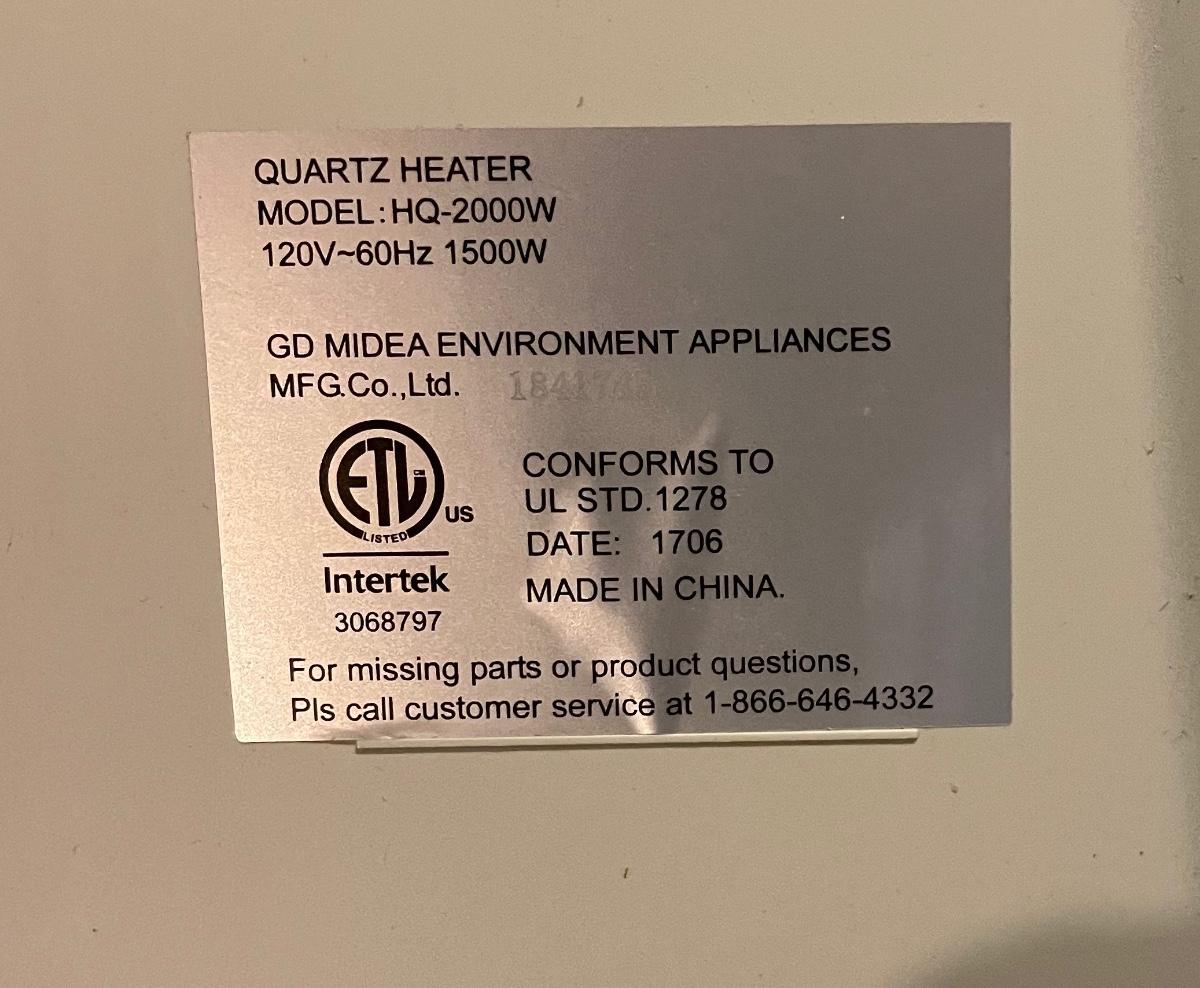 QUARTZ HEATER
MODEL: HQ-2000W
120V~60Hz 1500W
GD MIDEA ENVIRONMENT APPLIANCES
MFG.Co.,Ltd.
ETL
US
LISTED
Intertek
3068797
CONFORMS TO
UL STD.1278
DATE: 1706
MADE IN CHINA.
For missing parts or product questions,
Pls call customer service at 1-866-646-4332